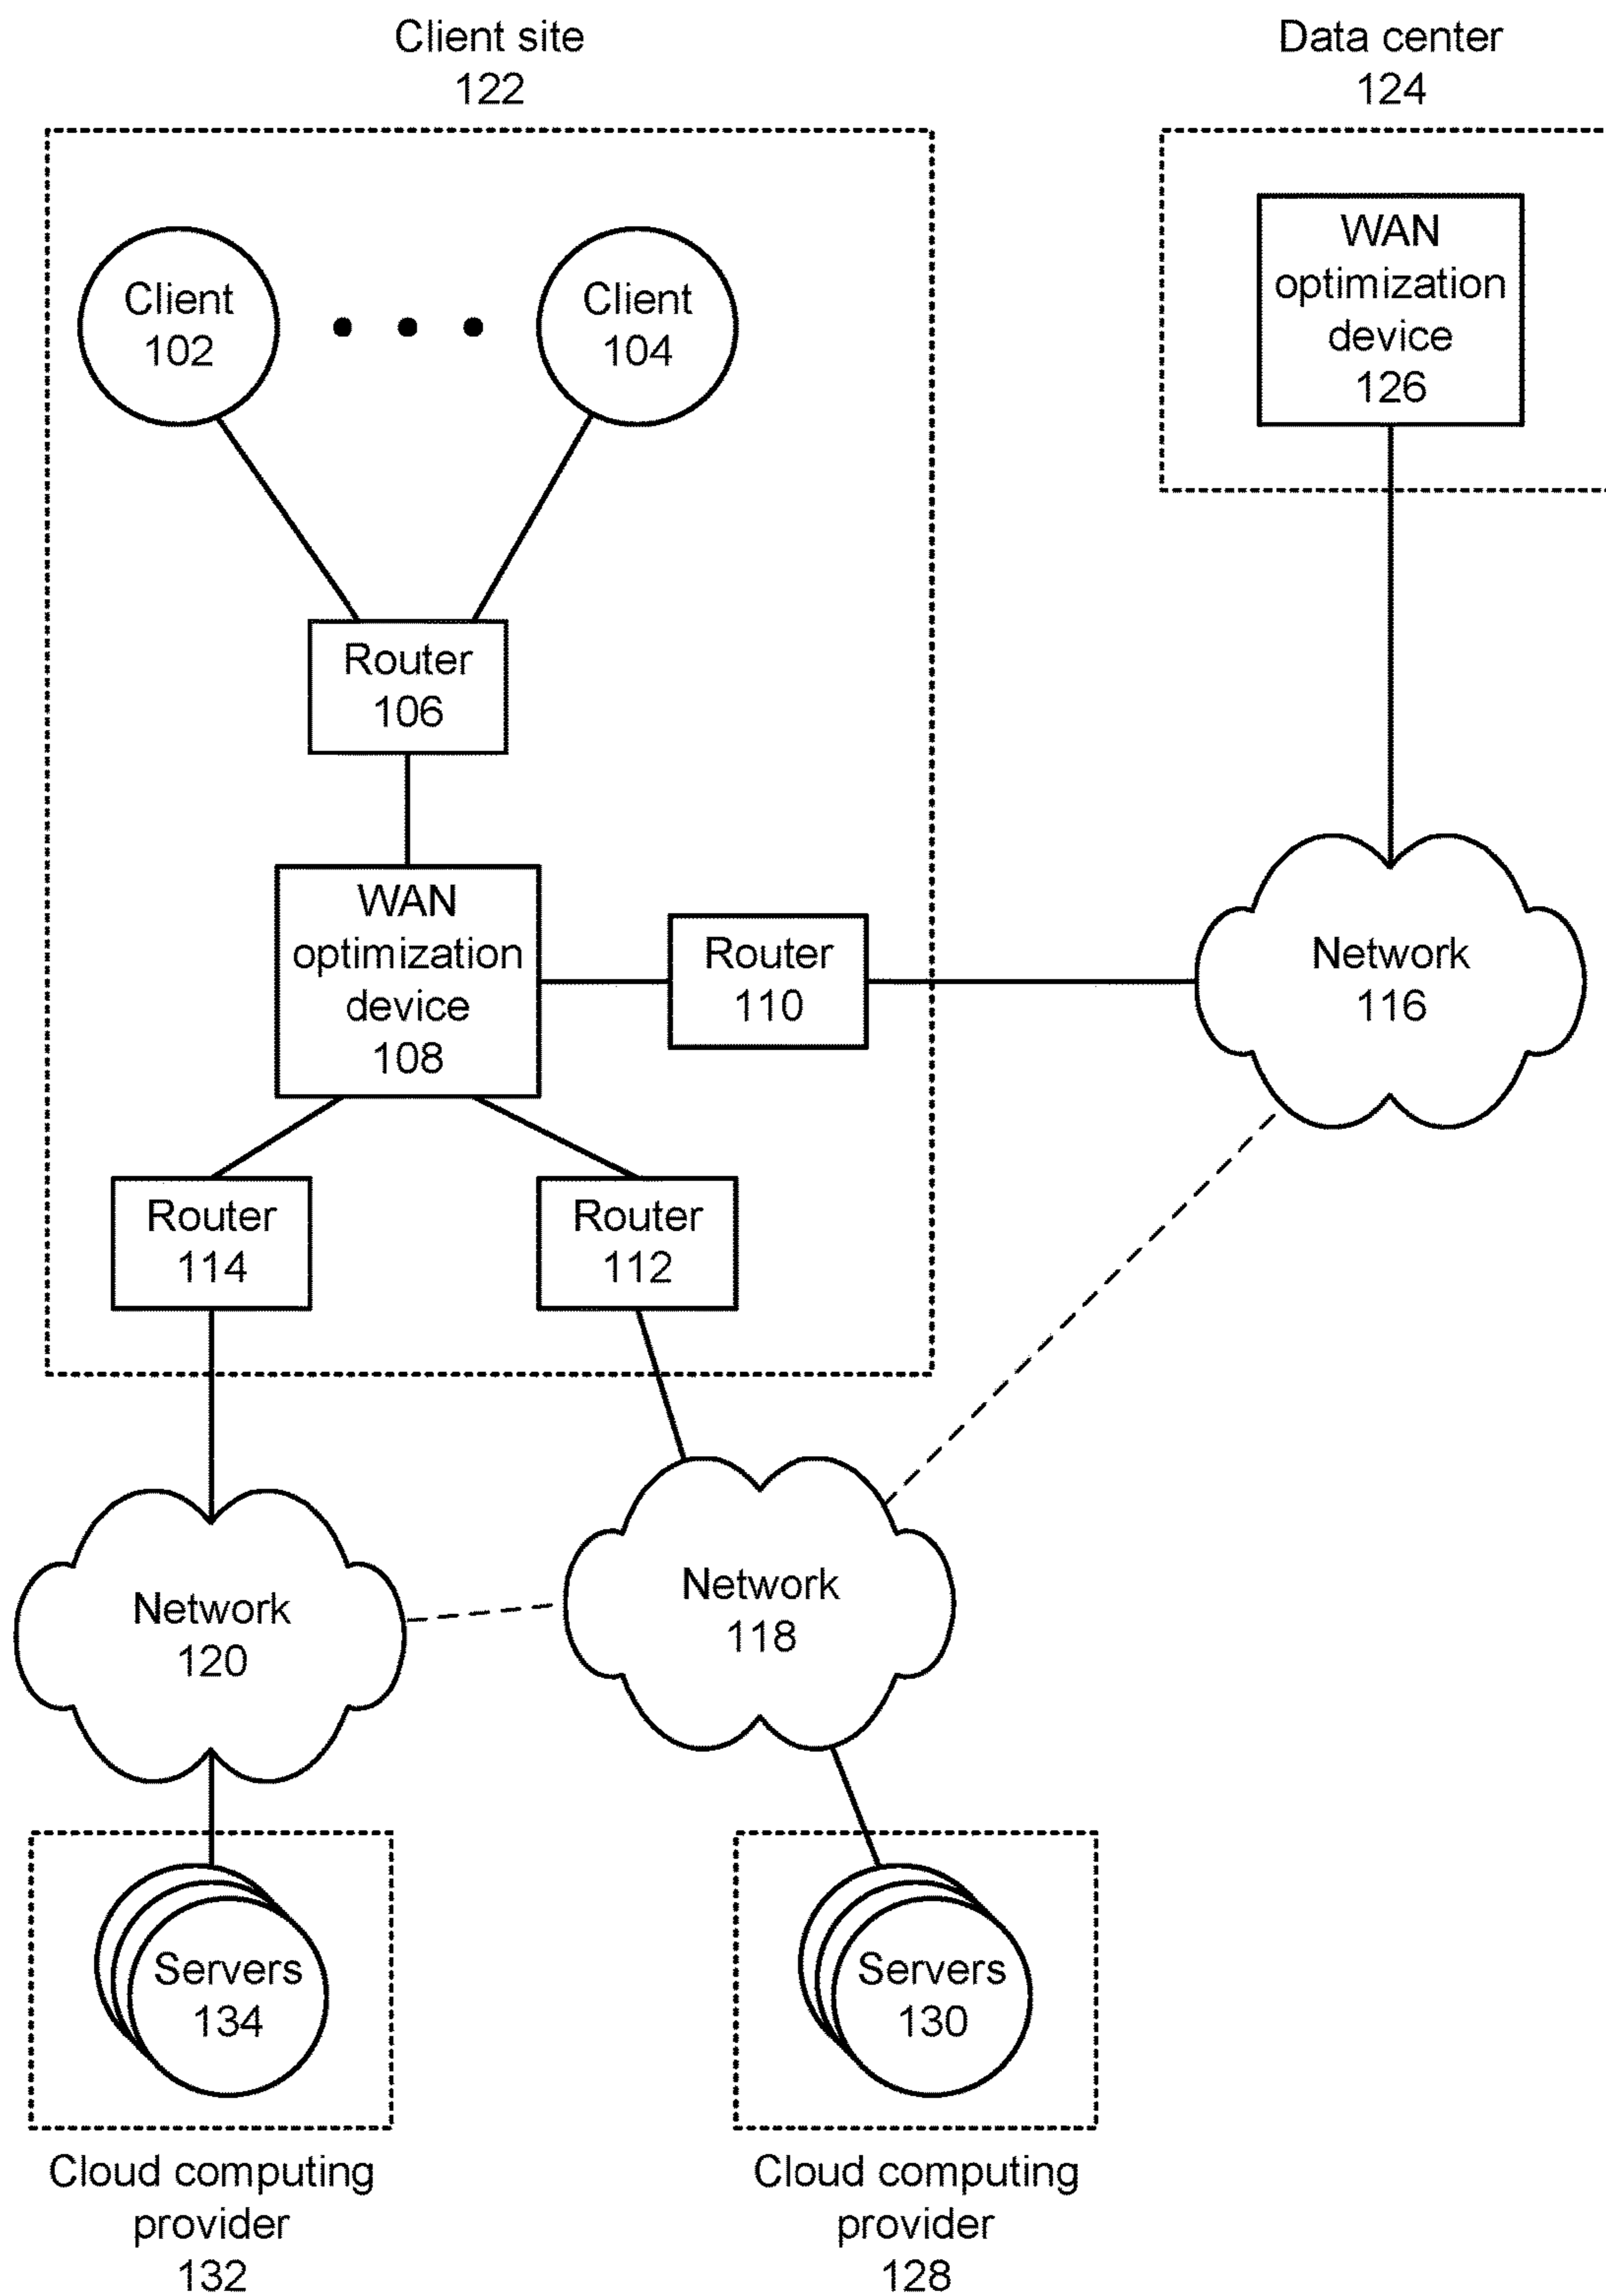 Client site
122
Data center
124
WAN
optimization
device
126
Client
102
Client
104
Router
106
WAN
optimization
device
108
Router
110
Network
116
Router
114
Router
112
Network
120
Network
118
Servers
134
Servers
130
Cloud computing
provider
132
Cloud computing
provider
128